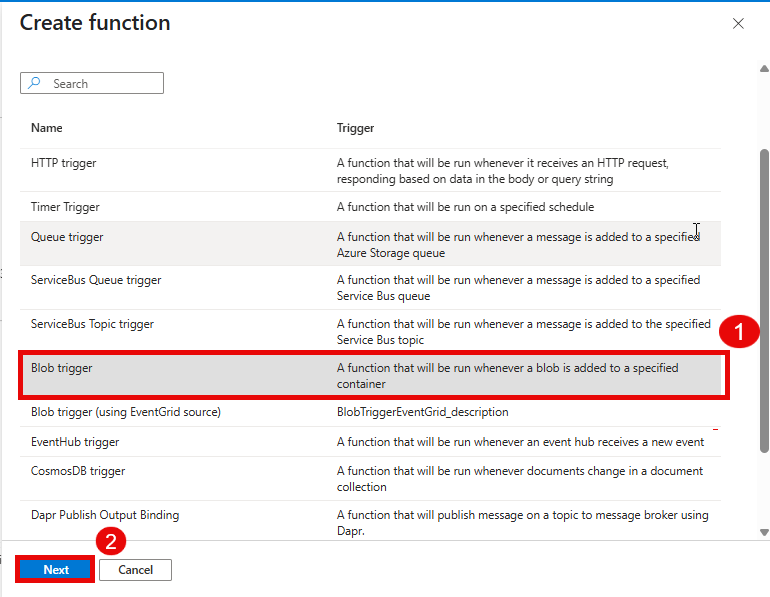 Create function
Search
Name Trigger
HTTP trigger A function that will be run whenever it receives an HTTP request,
responding based on data in the body or query string
Timer Trigger A function that will be run on a specified schedule
Queue trigger A function that will be run whenever a message is added to a specified
Azure Storage queue
ServiceBus Queue trigger A function that will be run whenever a message is added to a specified
Service Bus queue
ServiceBus Topic trigger A function that will be run whenever a message is added to the specified
Service Bus topic
1
Blob trigger A function that will be run whenever a blob is added to a specified
container
Blob trigger (using EventGrid source) BlobTriggerEventGrid_description
EventHub trigger A function that will be run whenever an event hub receives a new event
CosmosDB trigger A function that will be run whenever documents change in a document
collection
Dapr Publish Output Binding A function that will publish message on a topic to message broker using
Dapr.
2
Next Cancel